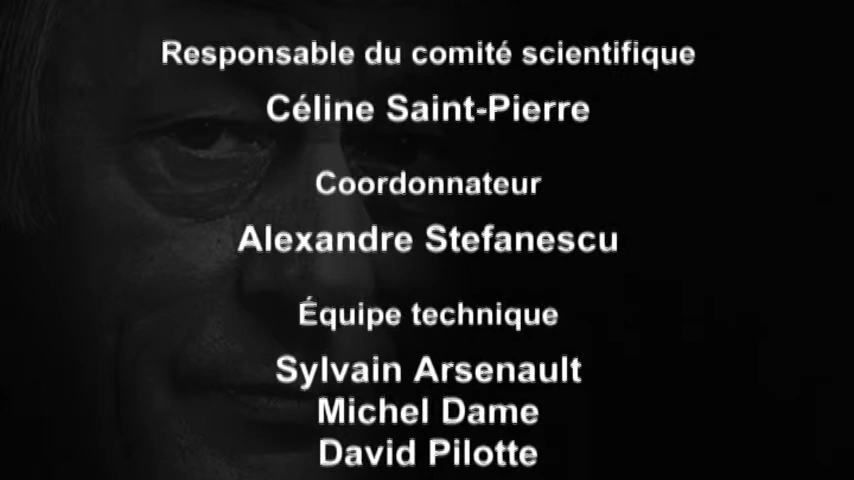 Responsable du comité scientifique
Céline Saint-Pierre
Coordonnateur
Alexandre Stefanescu
Équipe technique
Sylvain Arsenault
Michel Dame
David Pilotte